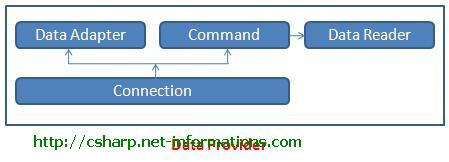 Data Adapter
Command
Data Reader
Connection
Data Provider
http://csharp.net-informations.com